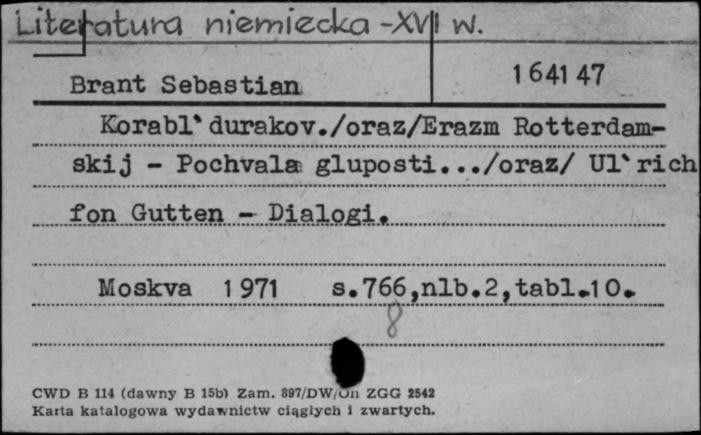 Literatura niemiecka - XVI w.
Brant Sebastian
164147
Korabl`durakov./oraz/Erazm Rotterdam-
skij - Pochvala gluposti.../oraz/ Ul`rich
fon Gutten - Dialogi.
Moskva 1971 s.766,nlb.2,tabl.10.
8
CWD B 114 (dawny B 15b) Zam. 897/DW/Un ZGG 2542
Karta katalogowa wydawnictw ciągłych i zwartych.